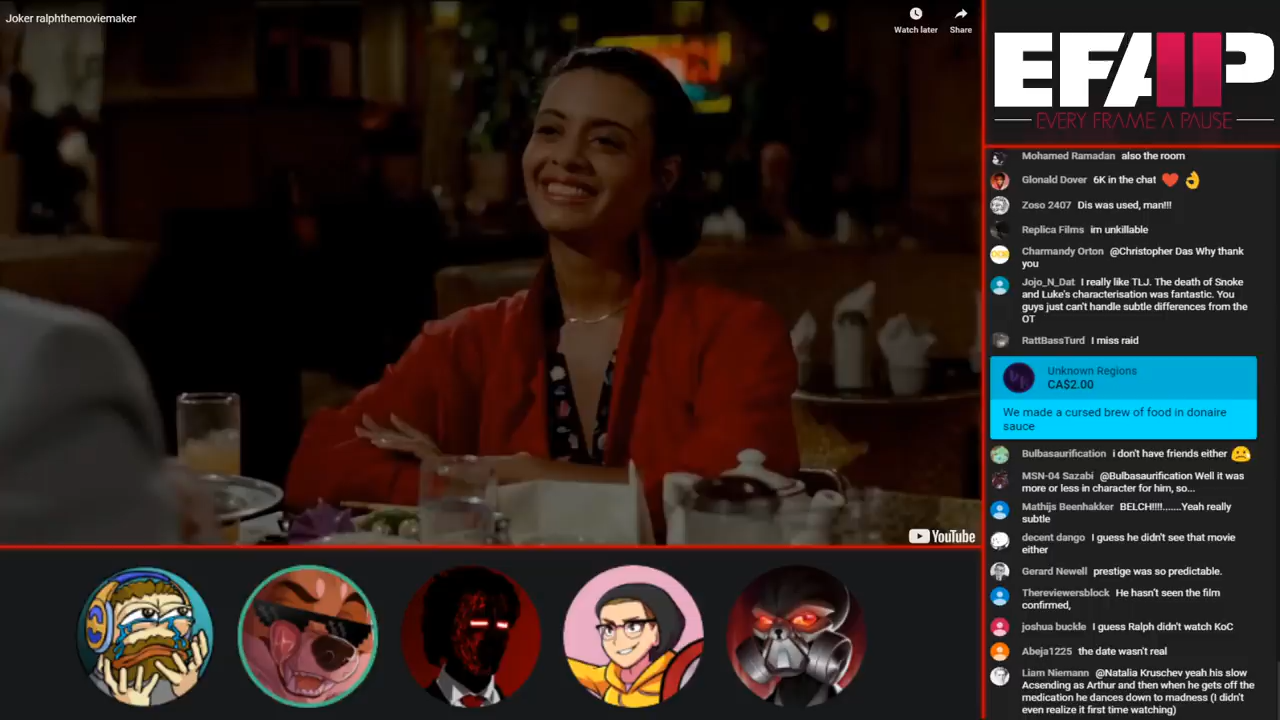 Joker ralphthemoviemaker
Watch later
Share
YouTube
EFAP
EVERY FRAME A PAUSE
Mohamed Ramadan also the room
Glonald Dover 6K in the chat ❤️ 👌
Zoso 2407 Dis was used, man!!!
Replica Films im unkillable
Charmandy Orton @Christopher Das Why thank
you
Jojo_N_Dat I really like TLJ. The death of Snoke
and Luke's characterisation was fantastic. You
guys just can't handle subtle differences from the
OT
RattBassTurd I miss raid
Unknown Regions
CA$2.00
We made a cursed brew of food in donaire
sauce
Bulbasaurification i don't have friends either 😢
MSN-04 Sazabi @Bulbasaurification Well it was
more or less in character for him, so...
Mathijs Beenhakker BELCH!!!!.......Yeah really
subtle
decent dango I guess he didn't see that movie
either
Gerard Newell prestige was so predictable.
Thereviewersblock He hasn't seen the film
confirmed,
joshua buckle I guess Ralph didn't watch KoC
Abeja1225 the date wasn't real
Liam Niemann @Natalia Kruschev yeah his slow
Acsending as Arthur and then when he gets off the
medication he dances down to madness (I didn't
even realize it first time watching)